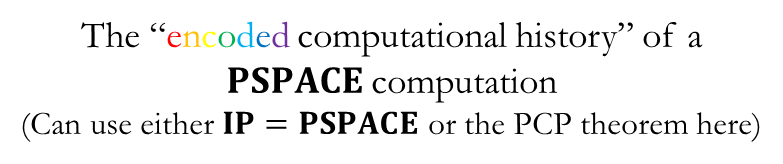 The “encoded computational history” of a
PSPACE computation
(Can use either IP = PSPACE or the PCP theorem here)